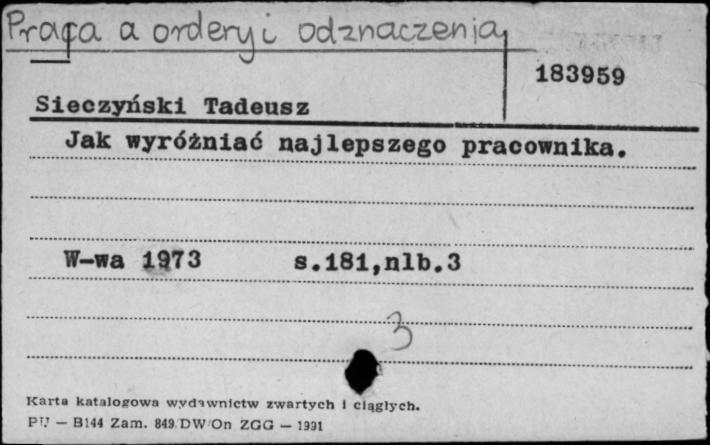 Praca a ordery i odznaczenia
183959
Sieczyński Tadeusz
Jak wyróżniać najlepszego pracownika.
W-wa 1973 s.181,nlb.3
3
Karta katalogowa wydawnictw zwartych i ciągłych.
PU — B144 Zam. 849/DW/On ZGG — 1991